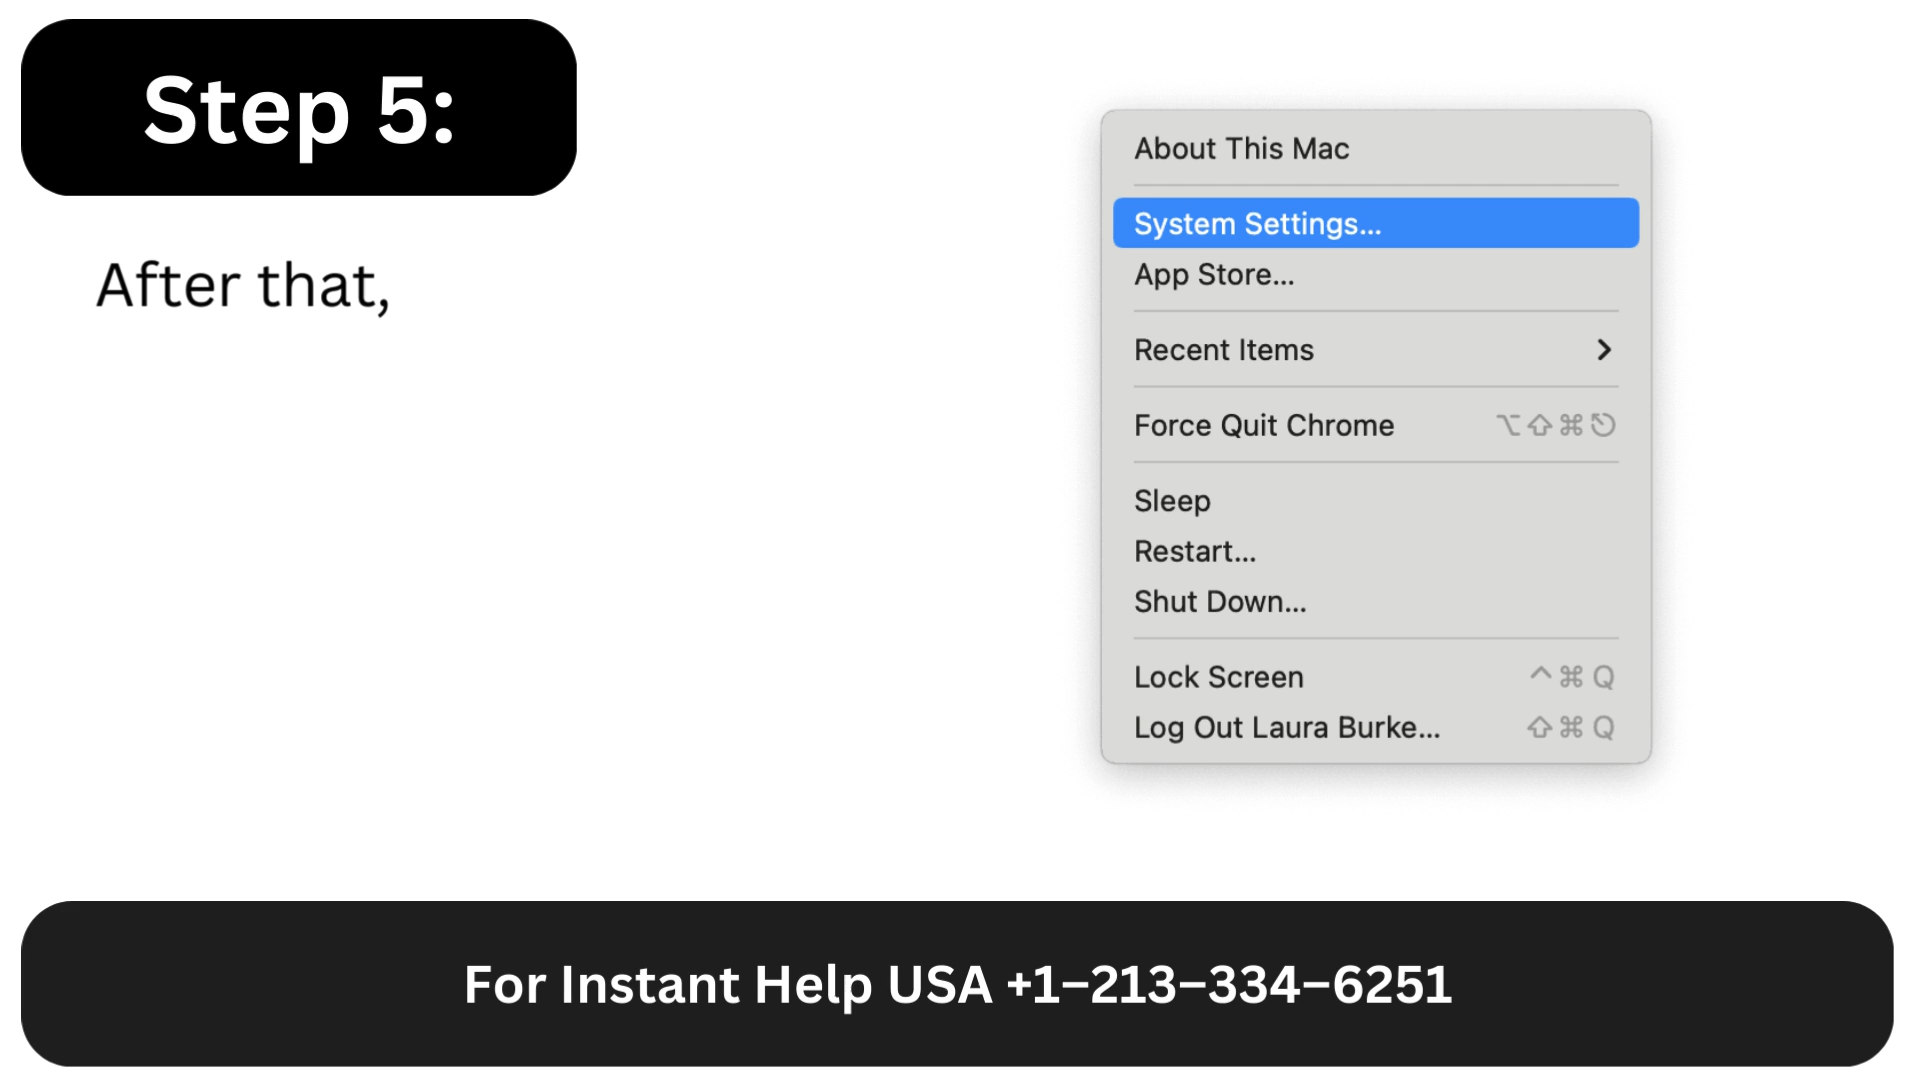 Step 5:
After that,
About This Mac
System Settings...
App Store...
Recent Items
Force Quit Chrome ⌥⇧⌘⎋
Sleep
Restart...
Shut Down...
Lock Screen ^⌘Q
Log Out Laura Burke... ⇧⌘Q
For Instant Help USA +1–213–334–6251